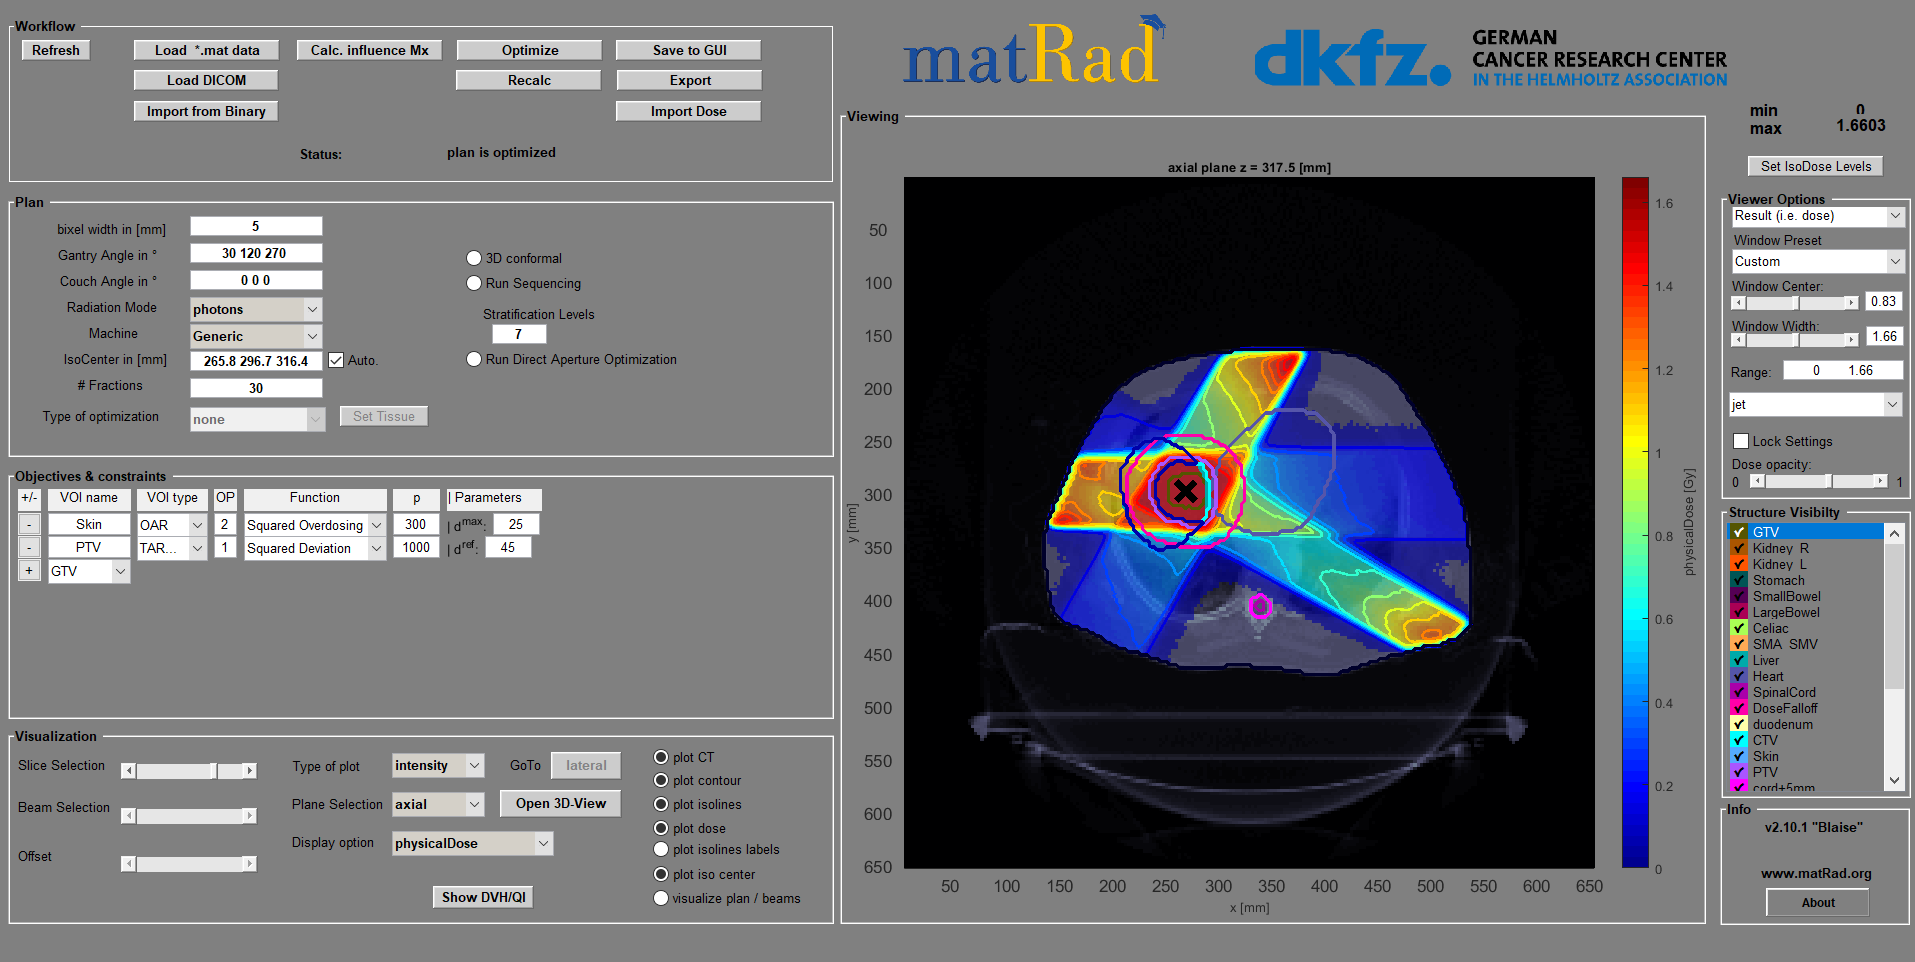 Workflow
Refresh
Load *.mat data
Calc. influence Mx
Optimize
Save to GUI
Load DICOM
Recalc
Export
Import from Binary
Import Dose
Status:
plan is optimized
Plan
bixel width in [mm]
5
Gantry Angle in °
30 120 270
Couch Angle in °
0 0 0
Radiation Mode
photons
Machine
Generic
IsoCenter in [mm]
265.8 296.7 316.4
Auto.
# Fractions
30
Type of optimization
none
Set Tissue
3D conformal
Run Sequencing
Stratification Levels
7
Run Direct Aperture Optimization
Objectives & constraints
+/-
VOI name
VOI type
OP
Function
p
| Parameters
-
Skin
OAR
2
Squared Overdosing
300
| dmax:
25
-
PTV
TAR...
1
Squared Deviation
1000
| dref:
45
+
GTV
Visualization
Slice Selection
Beam Selection
Offset
Type of plot
intensity
GoTo
lateral
Plane Selection
axial
Open 3D-View
Display option
physicalDose
Show DVH/QI
plot CT
plot contour
plot isolines
plot dose
plot isolines labels
plot iso center
visualize plan / beams
matRad
dkfz.
GERMAN
CANCER RESEARCH CENTER
IN THE HELMHOLTZ ASSOCIATION
Viewing
axial plane z = 317.5 [mm]
50
100
150
200
250
300
350
400
450
500
550
600
650
y [mm]
50
100
150
200
250
300
350
400
450
500
550
600
650
x [mm]
1.6
1.4
1.2
1
0.8
0.6
0.4
0.2
0
physicalDose [Gy]
min
0
max
1.6603
Set IsoDose Levels
Viewer Options
Result (i.e. dose)
Window Preset
Custom
Window Center:
0.83
Window Width:
1.66
Range:
0 1.66
jet
Lock Settings
Dose opacity:
0
1
Structure Visibilty
GTV
Kidney_R
Kidney_L
Stomach
SmallBowel
LargeBowel
Celiac
SMA_SMV
Liver
Heart
SpinalCord
DoseFalloff
duodenum
CTV
Skin
PTV
cord+5mm
Info
v2.10.1 "Blaise"
www.matRad.org
About